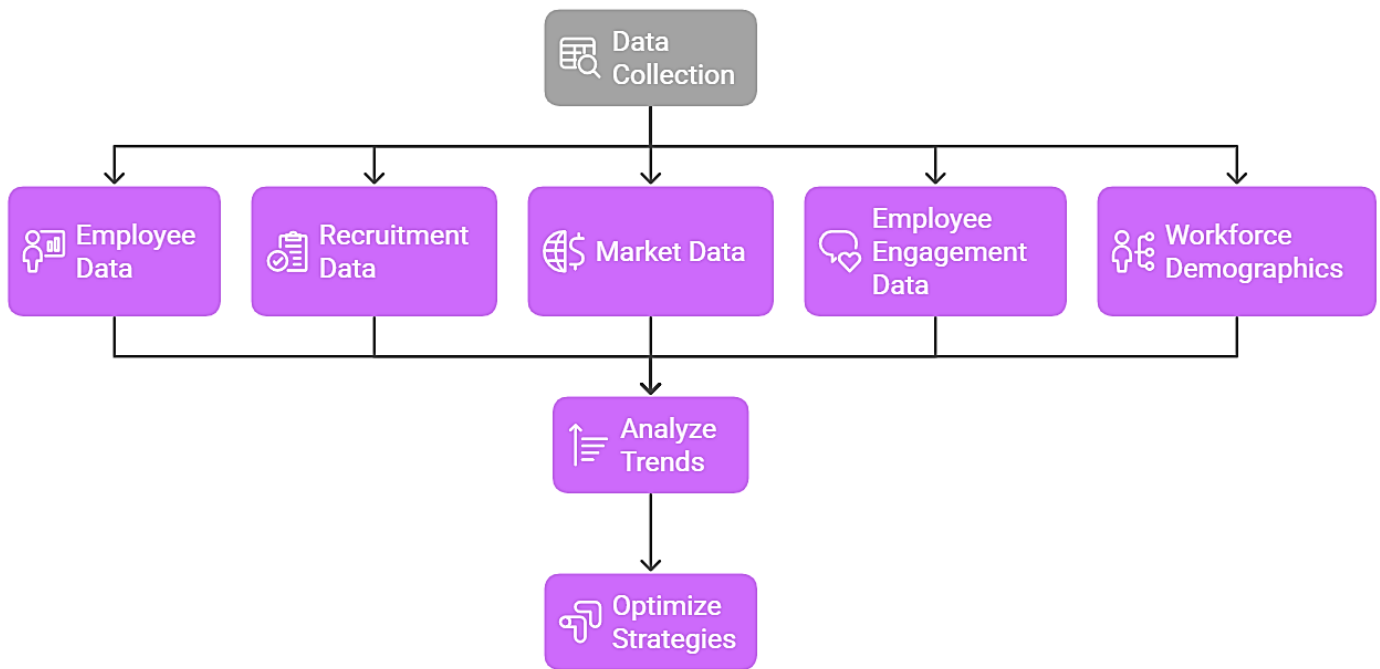 Data
Collection
Employee
Data
Recruitment
Data
Market Data
Employee
Engagement
Data
Workforce
Demographics
Analyze
Trends
Optimize
Strategies